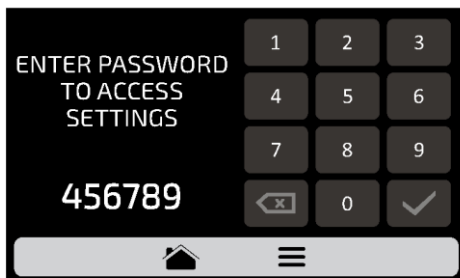 ENTER PASSWORD
TO ACCESS
SETTINGS
456789
1 2 3
4 5 6
7 8 9
0